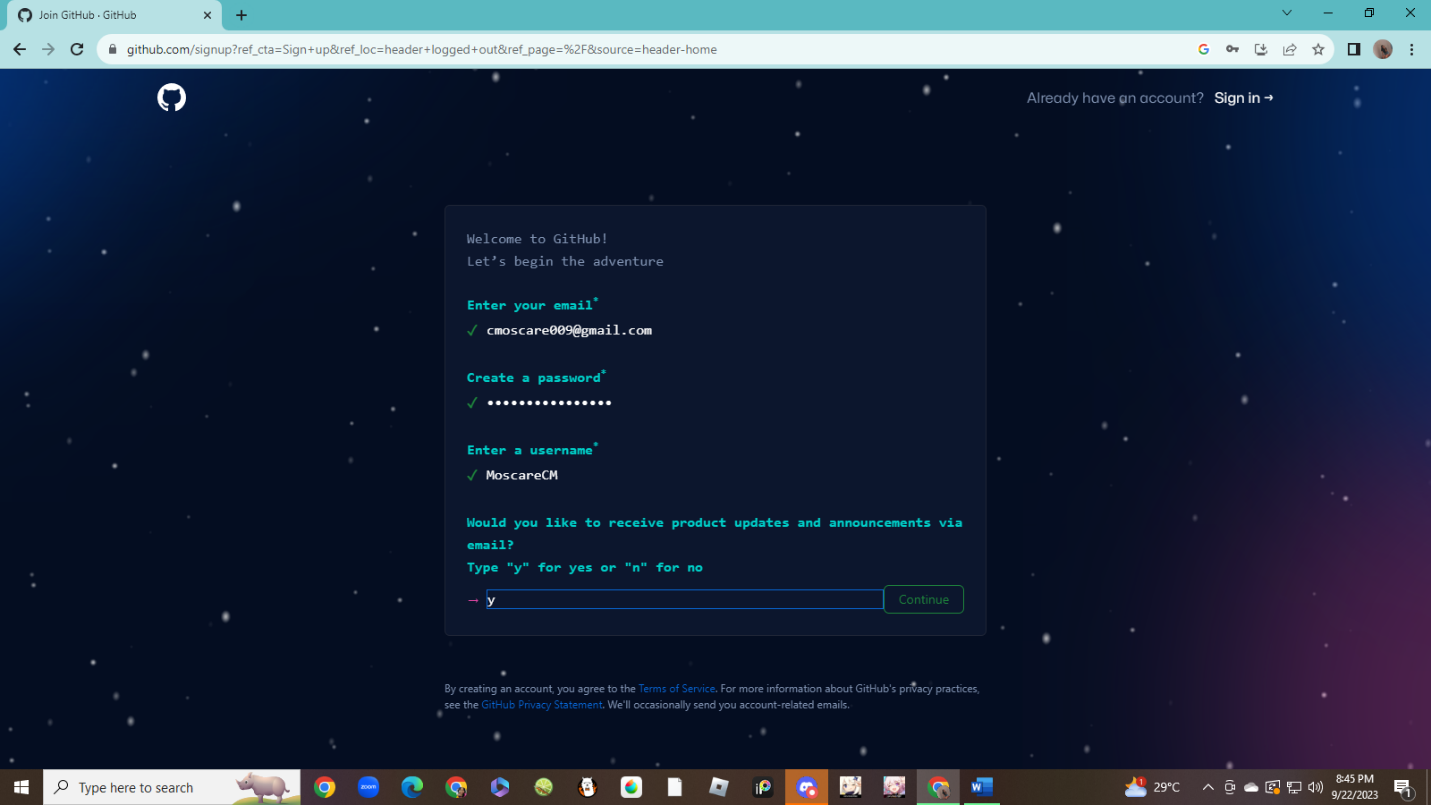 Join GitHub · GitHub
github.com/signup?ref_cta=Sign+up&ref_loc=header+logged+out&ref_page=%2F&source=header-home
Already have an account? Sign in →
Welcome to GitHub!
Let’s begin the adventure
Enter your email*
✓ cmoscare009@gmail.com
Create a password*
✓ ••••••••••••••••
Enter a username*
✓ MoscareCM
Would you like to receive product updates and announcements via
email?
Type "y" for yes or "n" for no
→ y Continue
By creating an account, you agree to the Terms of Service. For more information about GitHub's privacy practices,
see the GitHub Privacy Statement. We'll occasionally send you account-related emails.
Type here to search
zoom
iP
W
1
29°C
8:45 PM
9/22/2023
1